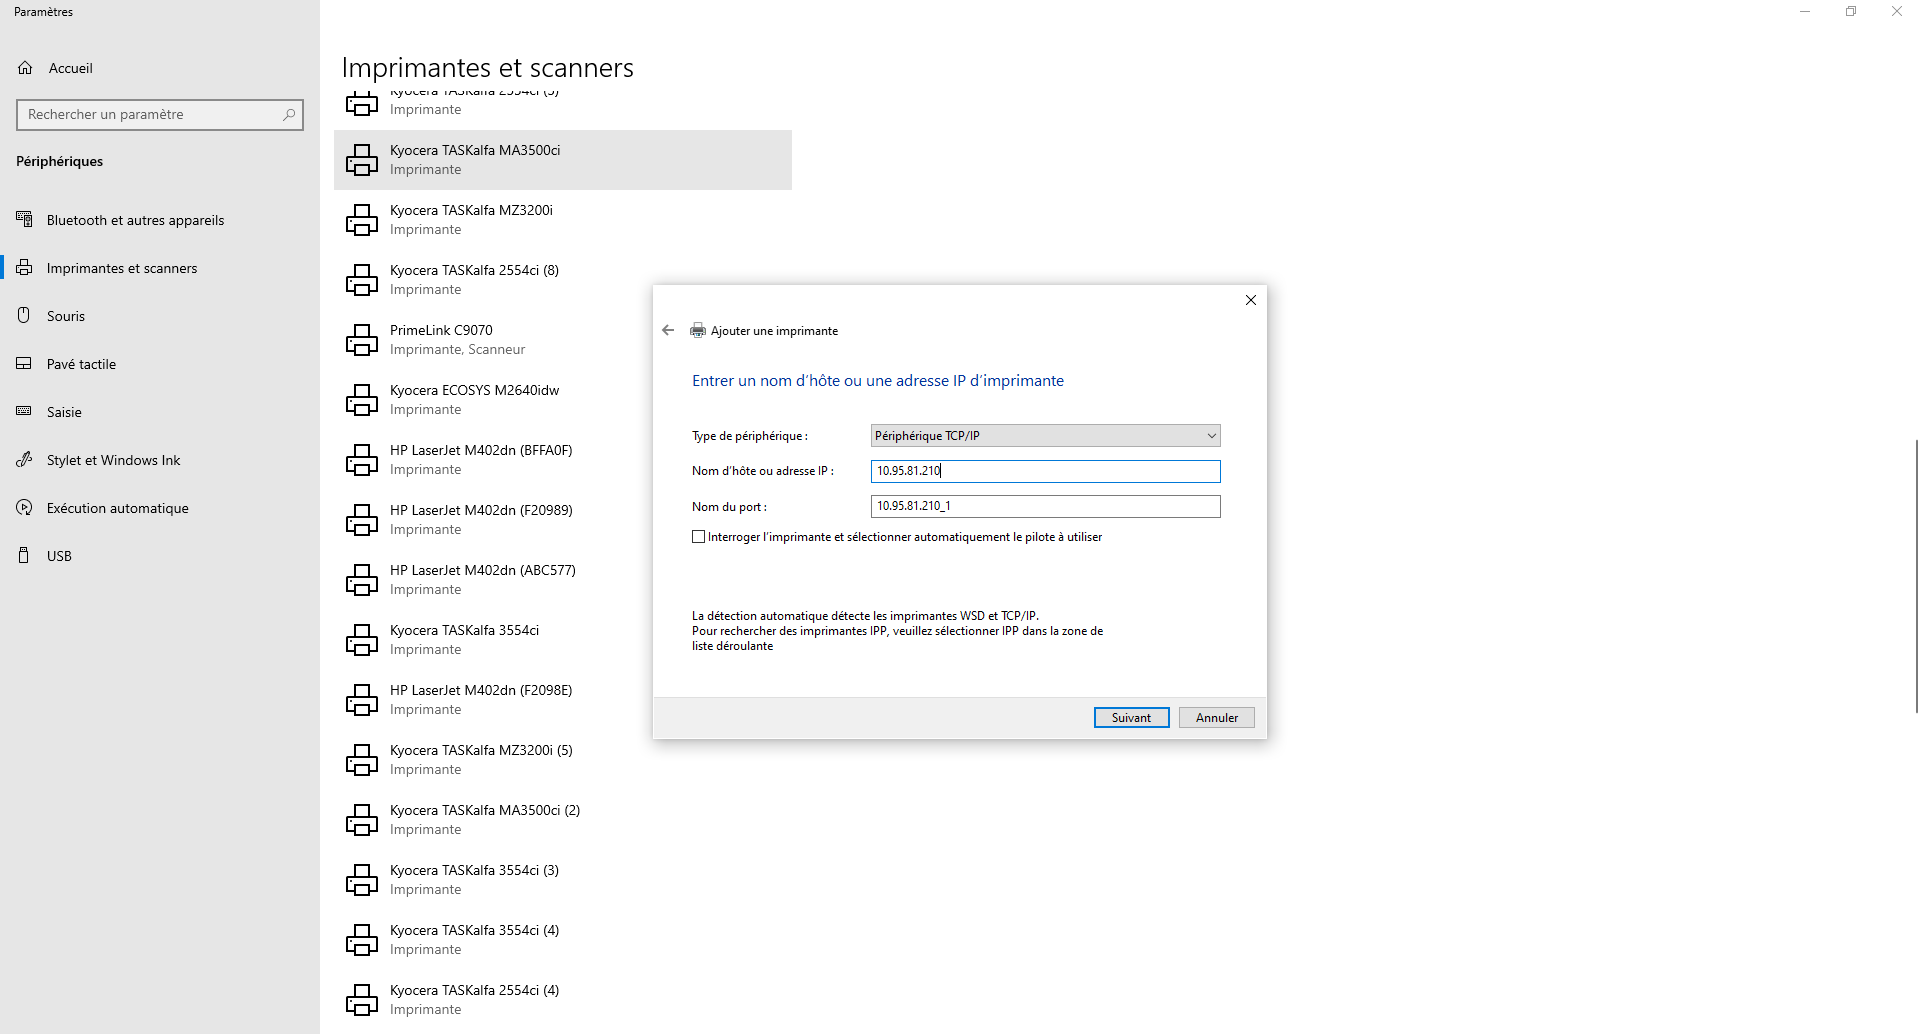 Paramètres
Accueil
Rechercher un paramètre
Périphériques
Bluetooth et autres appareils
Imprimantes et scanners
Souris
Pavé tactile
Saisie
Stylet et Windows Ink
Exécution automatique
USB
Imprimantes et scanners
Imprimante
Kyocera TASKalfa MA3500ci
Imprimante
Kyocera TASKalfa MZ3200i
Imprimante
Kyocera TASKalfa 2554ci (8)
Imprimante
PrimeLink C9070
Imprimante, Scanneur
Kyocera ECOSYS M2640idw
Imprimante
HP LaserJet M402dn (BFFA0F)
Imprimante
HP LaserJet M402dn (F20989)
Imprimante
HP LaserJet M402dn (ABC577)
Imprimante
Kyocera TASKalfa 3554ci
Imprimante
HP LaserJet M402dn (F2098E)
Imprimante
Kyocera TASKalfa MZ3200i (5)
Imprimante
Kyocera TASKalfa MA3500ci (2)
Imprimante
Kyocera TASKalfa 3554ci (3)
Imprimante
Kyocera TASKalfa 3554ci (4)
Imprimante
Kyocera TASKalfa 2554ci (4)
Imprimante
Ajouter une imprimante
Entrer un nom d'hôte ou une adresse IP d'imprimante
Type de périphérique : Périphérique TCP/IP
Nom d'hôte ou adresse IP : 10.95.81.210
Nom du port : 10.95.81.210_1
Interroger l'imprimante et sélectionner automatiquement le pilote à utiliser
La détection automatique détecte les imprimantes WSD et TCP/IP.
Pour rechercher des imprimantes IPP, veuillez sélectionner IPP dans la zone de
liste déroulante
Suivant Annuler